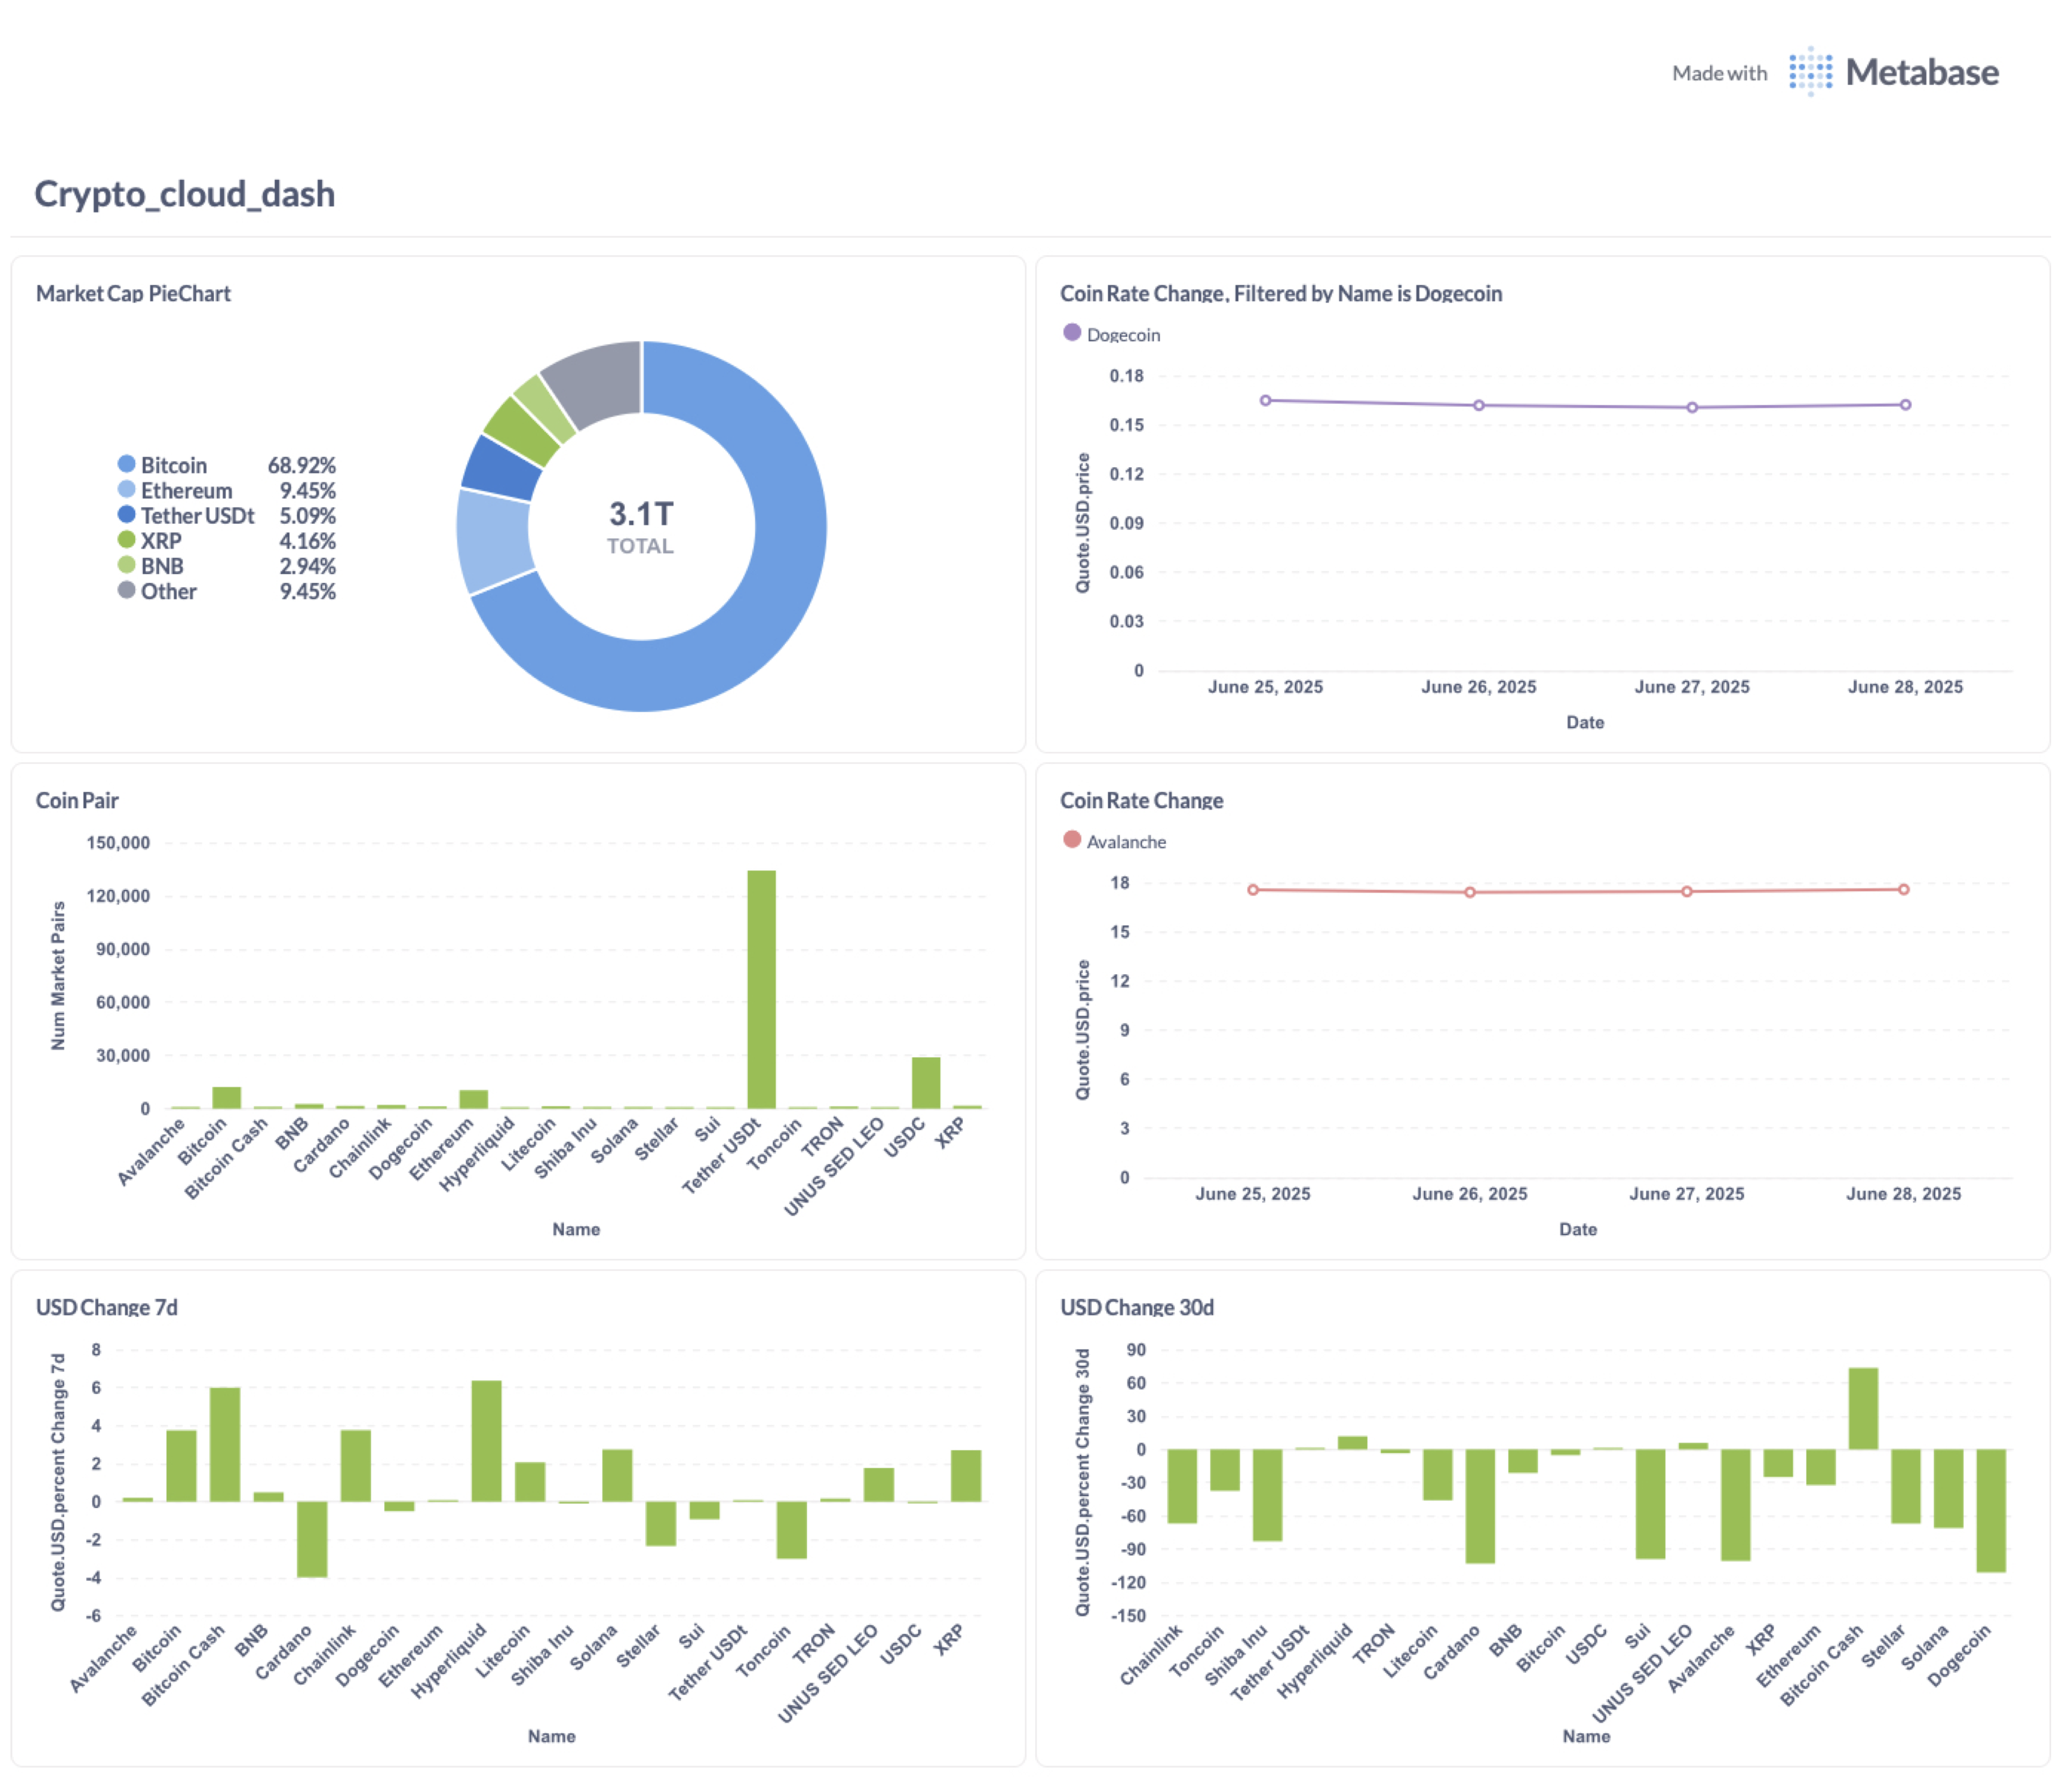 Made with Metabase
Crypto_cloud_dash
Market Cap PieChart
Bitcoin 68.92%
Ethereum 9.45%
Tether USDt 5.09%
XRP 4.16%
BNB 2.94%
Other 9.45%
3.1T
TOTAL
Coin Rate Change, Filtered by Name is Dogecoin
Dogecoin
Quote.USD.price
0.18
0.15
0.12
0.09
0.06
0.03
0
June 25, 2025 June 26, 2025 June 27, 2025 June 28, 2025
Date
Coin Pair
Num Market Pairs
150,000
120,000
90,000
60,000
30,000
0
Avalanche Bitcoin Bitcoin Cash BNB Cardano Chainlink Dogecoin Ethereum Hyperliquid Litecoin Shiba Inu Solana Stellar Sui Tether USDt Toncoin TRON UNUS SED LEO USDC XRP
Name
Coin Rate Change
Avalanche
Quote.USD.price
18
15
12
9
6
3
0
June 25, 2025 June 26, 2025 June 27, 2025 June 28, 2025
Date
USD Change 7d
Quote.USD.percent Change 7d
8
6
4
2
0
-2
-4
-6
Avalanche Bitcoin Bitcoin Cash BNB Cardano Chainlink Dogecoin Ethereum Hyperliquid Litecoin Shiba Inu Solana Stellar Sui Tether USDt Toncoin TRON UNUS SED LEO USDC XRP
Name
USD Change 30d
Quote.USD.percent Change 30d
90
60
30
0
-30
-60
-90
-120
-150
Chainlink Toncoin Shiba Inu Tether USDt Hyperliquid TRON Litecoin Cardano BNB Bitcoin USDC Sui UNUS SED LEO Avalanche XRP Ethereum Bitcoin Cash Stellar Solana Dogecoin
Name